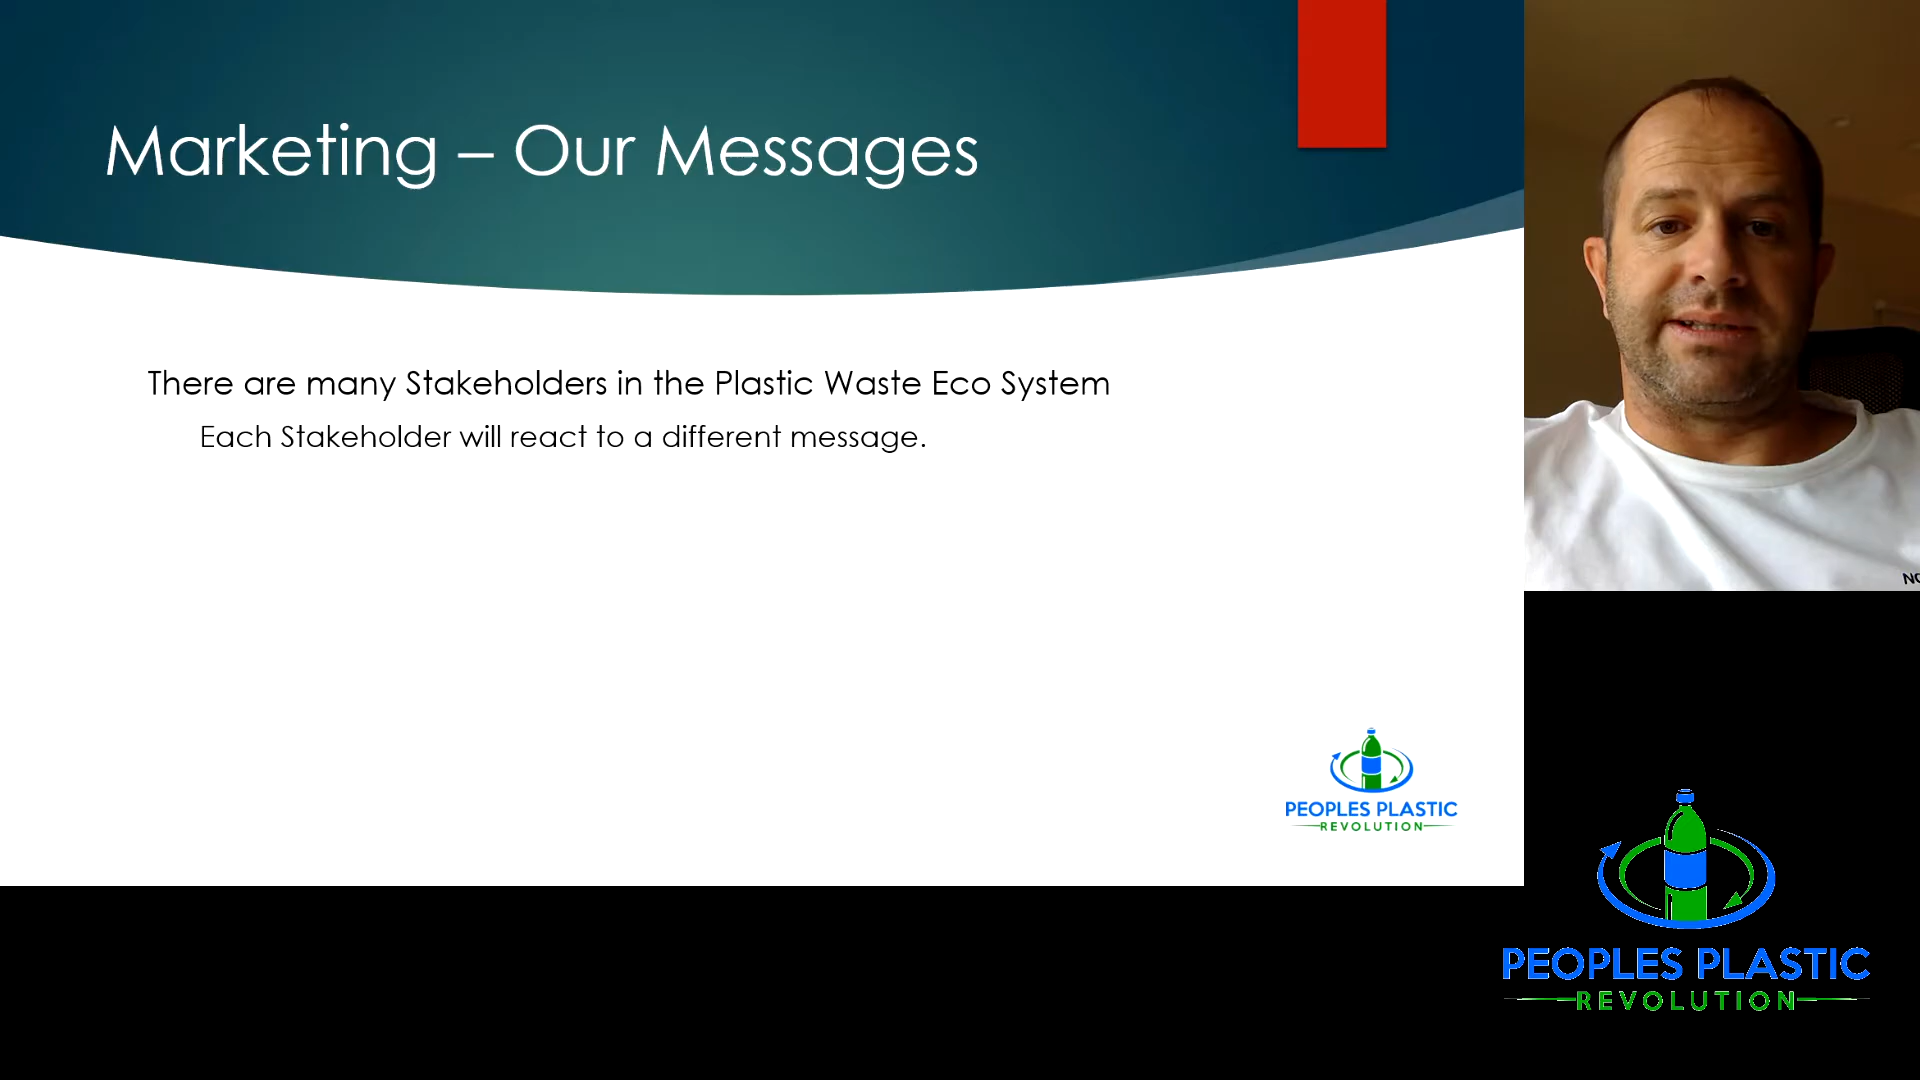 Marketing – Our Messages
There are many Stakeholders in the Plastic Waste Eco System
Each Stakeholder will react to a different message.
PEOPLES PLASTIC
REVOLUTION
PEOPLES PLASTIC
REVOLUTION